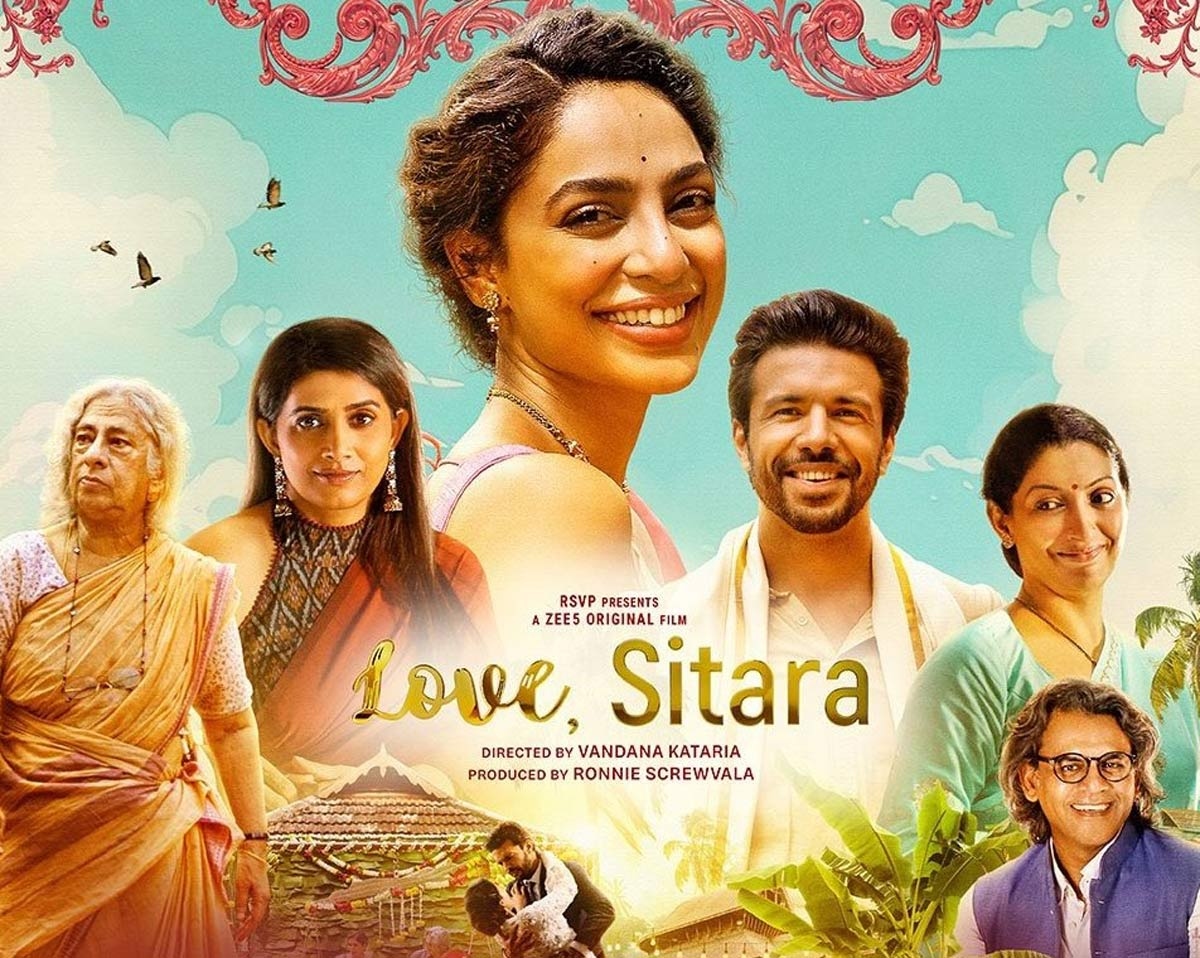 RSVP PRESENTS
A ZEE5 ORIGINAL FILM
Love, Sitara
DIRECTED BY VANDANA KATARIA
PRODUCED BY RONNIE SCREWVALA